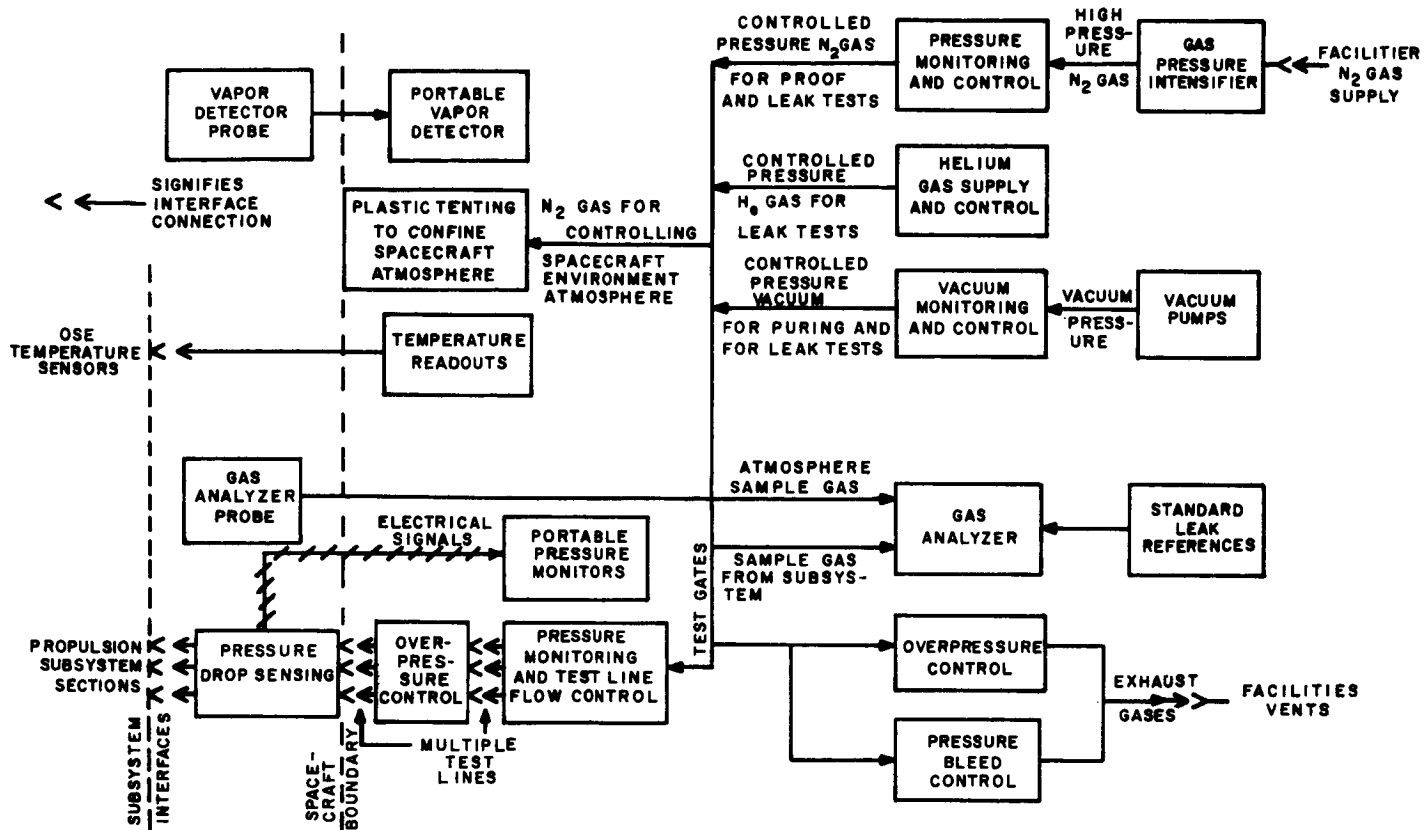 VAPOR
DETECTOR
PROBE
PORTABLE
VAPOR
DETECTOR
CONTROLLED
PRESSURE N2GAS
FOR PROOF
AND LEAK TESTS
PRESSURE
MONITORING
AND CONTROL
HIGH
PRESS-
URE
N2 GAS
GAS
PRESSURE
INTENSIFIER
FACILITIER
N2 GAS
SUPPLY
SIGNIFIES
INTERFACE
CONNECTION
PLASTIC TENTING
TO CONFINE
SPACECRAFT
ATMOSPHERE
N2 GAS FOR
CONTROLLING
SPACECRAFT
ENVIRONMENT
ATMOSPHERE
CONTROLLED
PRESSURE
He GAS FOR
LEAK TESTS
HELIUM
GAS SUPPLY
AND CONTROL
CONTROLLED
PRESSURE
VACUUM
FOR PURING AND
FOR LEAK TESTS
VACUUM
MONITORING
AND CONTROL
VACUUM
PRESS-
URE
VACUUM
PUMPS
OSE
TEMPERATURE
SENSORS
TEMPERATURE
READOUTS
GAS
ANALYZER
PROBE
ATMOSPHERE
SAMPLE GAS
GAS
ANALYZER
STANDARD
LEAK
REFERENCES
ELECTRICAL
SIGNALS
PORTABLE
PRESSURE
MONITORS
TEST GATES
SAMPLE GAS
FROM SUBSYS-
TEM
PROPULSION
SUBSYSTEM
SECTIONS
PRESSURE
DROP SENSING
OVER-
PRES-
SURE
CONTROL
PRESSURE
MONITORING
AND TEST LINE
FLOW CONTROL
OVERPRESSURE
CONTROL
EXHAUST
GASES
FACILITIES
VENTS
PRESSURE
BLEED
CONTROL
MULTIPLE
TEST
LINES
SUBSYSTEM
INTERFACES
SPACE-
CRAFT
BOUNDARY